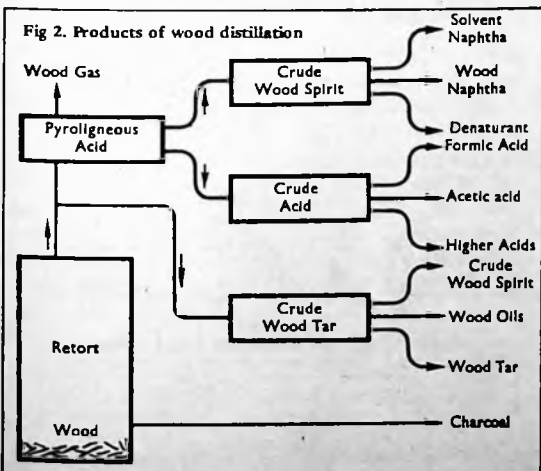 Fig 2. Products of wood distillation
Wood Gas
Pyroligneous
Acid
Crude
Wood Spirit
Solvent
Naphtha
Wood
Naphtha
Denaturant
Crude
Acid
Formic Acid
Acetic acid
Higher Acids
Crude
Wood Tar
Crude
Wood Spirit
Wood Oils
Wood Tar
Retort
Wood
Charcoal